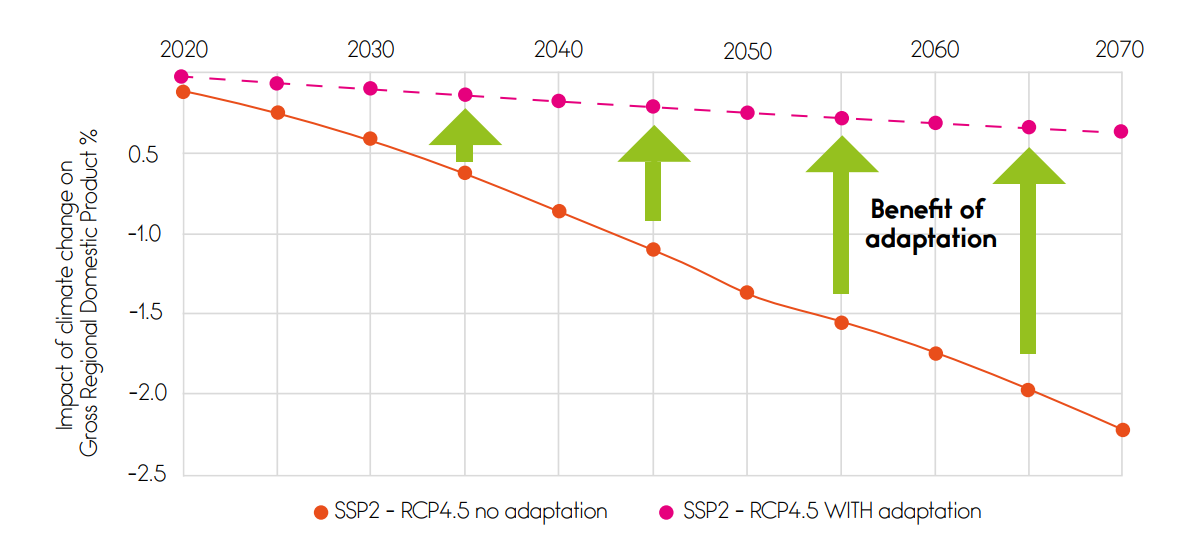 2020 2030 2040 2050 2060 2070
Impact of climate change on
Gross Regional Domestic Product %
0.5
-1.0
-1.5
-2.0
-2.5
Benefit of
adaptation
SSP2 - RCP4.5 no adaptation SSP2 - RCP4.5 WITH adaptation